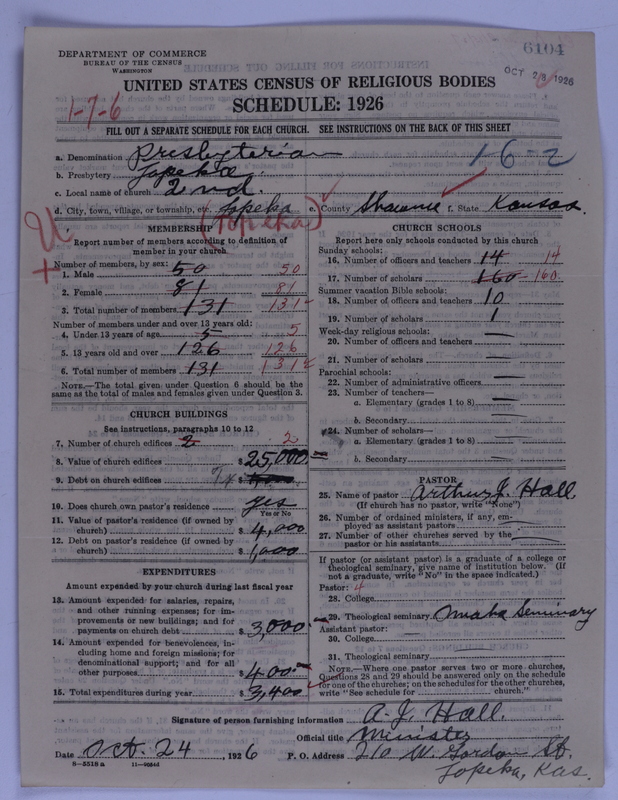 6104
DEPARTMENT OF COMMERCE
BUREAU OF THE CENSUS
WASHINGTON
OCT 28 1926
UNITED STATES CENSUS OF RELIGIOUS BODIES
SCHEDULE: 1926
1-7-6
FILL OUT A SEPARATE SCHEDULE FOR EACH CHURCH. SEE INSTRUCTIONS ON THE BACK OF THIS SHEET
a. Denomination Presbyterian 16-2
b. Presbytery Topeka
c. Local name of church 2nd.
d. City, town, village, or township, etc. Topeka e. County Shawnee f. State Kansas
(Topeka)
U
MEMBERSHIP
Report number of members according to definition of
member in your church.
Number of members, by sex:
1. Male 50 50
2. Female 81 81
3. Total number of members 131 131
Number of members under and over 13 years old:
4. Under 13 years of age 5 5
5. 13 years old and over 126 126
6. Total number of members 131 131
NOTE.—The total given under Question 6 should be the
same as the total of males and females given under Question 3.
CHURCH BUILDINGS
See instructions, paragraphs 10 to 12
7. Number of church edifices 2 2
8. Value of church edifices $25,000.
9. Debt on church edifices $
10. Does church own pastor's residence yes
Yes or No
11. Value of pastor's residence (if owned by
church) $4,000
12. Debt on pastor's residence (if owned by
church) $1,000
EXPENDITURES
Amount expended by your church during last fiscal year
13. Amount expended for salaries, repairs,
and other running expenses; for im-
provements or new buildings; and for
payments on church debt $3,000.
14. Amount expended for benevolences, in-
cluding home and foreign missions; for
denominational support; and for all
other purposes $400.
15. Total expenditures during year $3,400
CHURCH SCHOOLS
Report here only schools conducted by this church
Sunday schools:
16. Number of officers and teachers 14 14
17. Number of scholars 160 160
Summer vacation Bible schools:
18. Number of officers and teachers 10
19. Number of scholars 1
Week-day religious schools:
20. Number of officers and teachers —
21. Number of scholars —
Parochial schools:
22. Number of administrative officers —
23. Number of teachers—
a. Elementary (grades 1 to 8) —
b. Secondary —
24. Number of scholars—
a. Elementary (grades 1 to 8) —
b. Secondary —
PASTOR
25. Name of pastor Arthur J. Hall
(If church has no pastor, write "None")
26. Number of ordained ministers, if any, em-
ployed as assistant pastors
27. Number of other churches served by the
pastor or his assistants
If pastor (or assistant pastor) is a graduate of a college or
theological seminary, give name of institution below. (If
not a graduate, write "No" in the space indicated.)
Pastor: 4
28. College
29. Theological seminary Omaha Seminary
Assistant pastor:
30. College
31. Theological seminary
NOTE.—Where one pastor serves two or more churches,
Questions 28 and 29 should be answered only on the schedule
for one of the churches; on the schedules for the other churches,
write "See schedule for church."
Signature of person furnishing information A. J. Hall.
Official title Minister
Date Oct. 24, 1926 P. O. Address 210 W. Gordon St.
8—5518 a
Topeka, Kas.